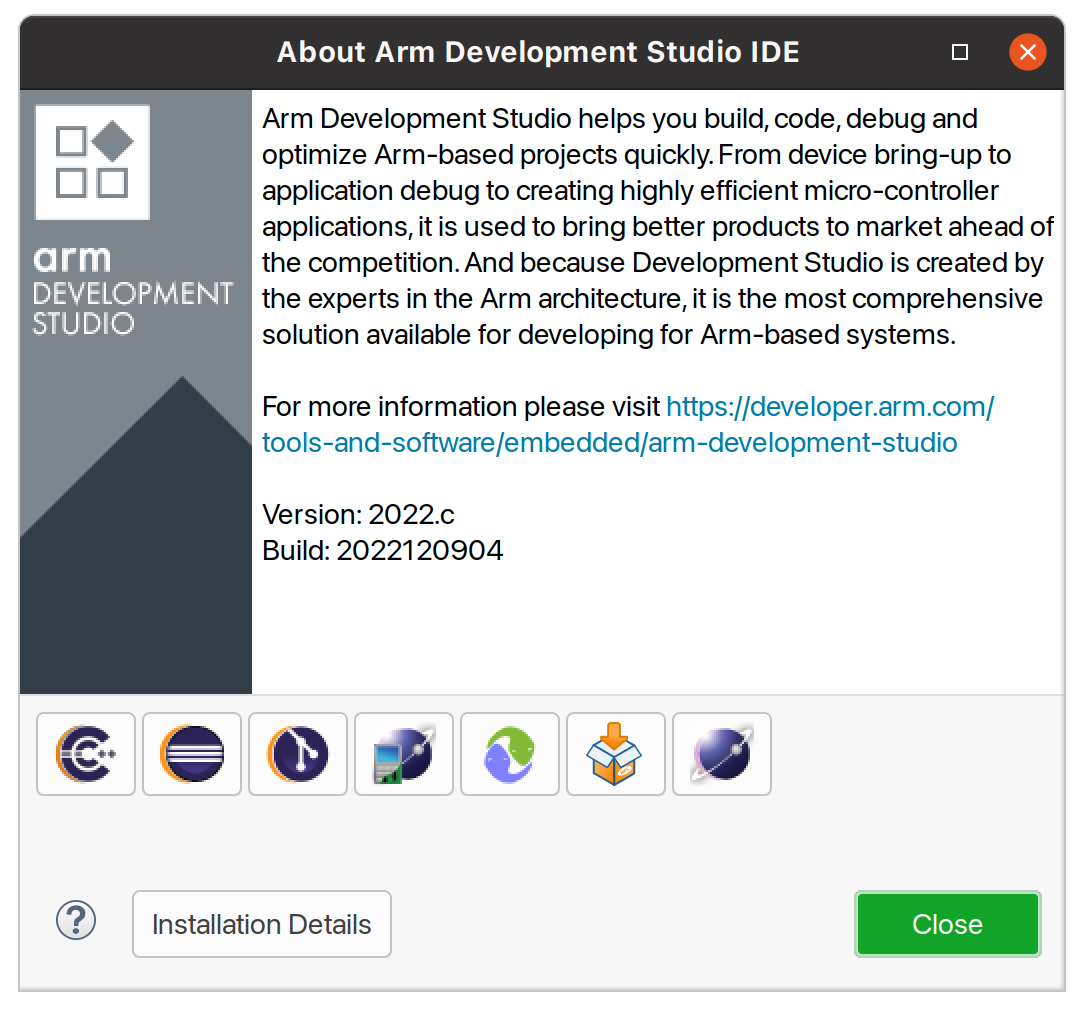 About Arm Development Studio IDE
arm
DEVELOPMENT
STUDIO
Arm Development Studio helps you build, code, debug and
optimize Arm-based projects quickly. From device bring-up to
application debug to creating highly efficient micro-controller
applications, it is used to bring better products to market ahead of
the competition. And because Development Studio is created by
the experts in the Arm architecture, it is the most comprehensive
solution available for developing for Arm-based systems.
For more information please visit https://developer.arm.com/
tools-and-software/embedded/arm-development-studio
Version: 2022.c
Build: 2022120904
C++
?
Installation Details
Close